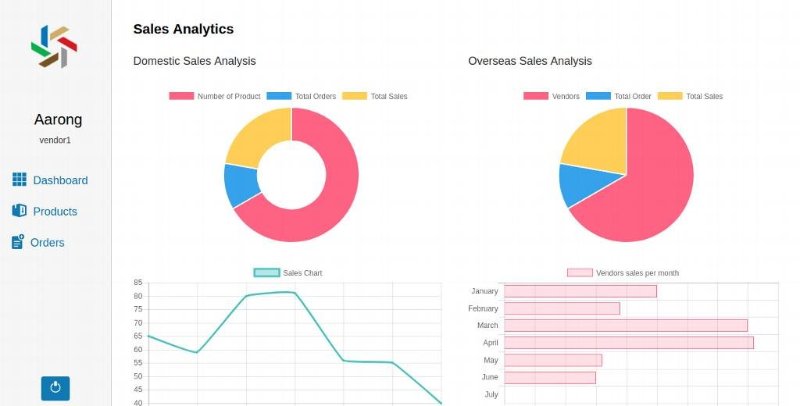 Sales Analytics
Domestic Sales Analysis
Overseas Sales Analysis
Number of Product Total Orders Total Sales
Vendors Total Order Total Sales
Aarong
vendor1
Dashboard
Products
Orders
Sales Chart
85
80
75
70
65
60
55
50
45
40
Vendors sales per month
January
February
March
April
May
June
July